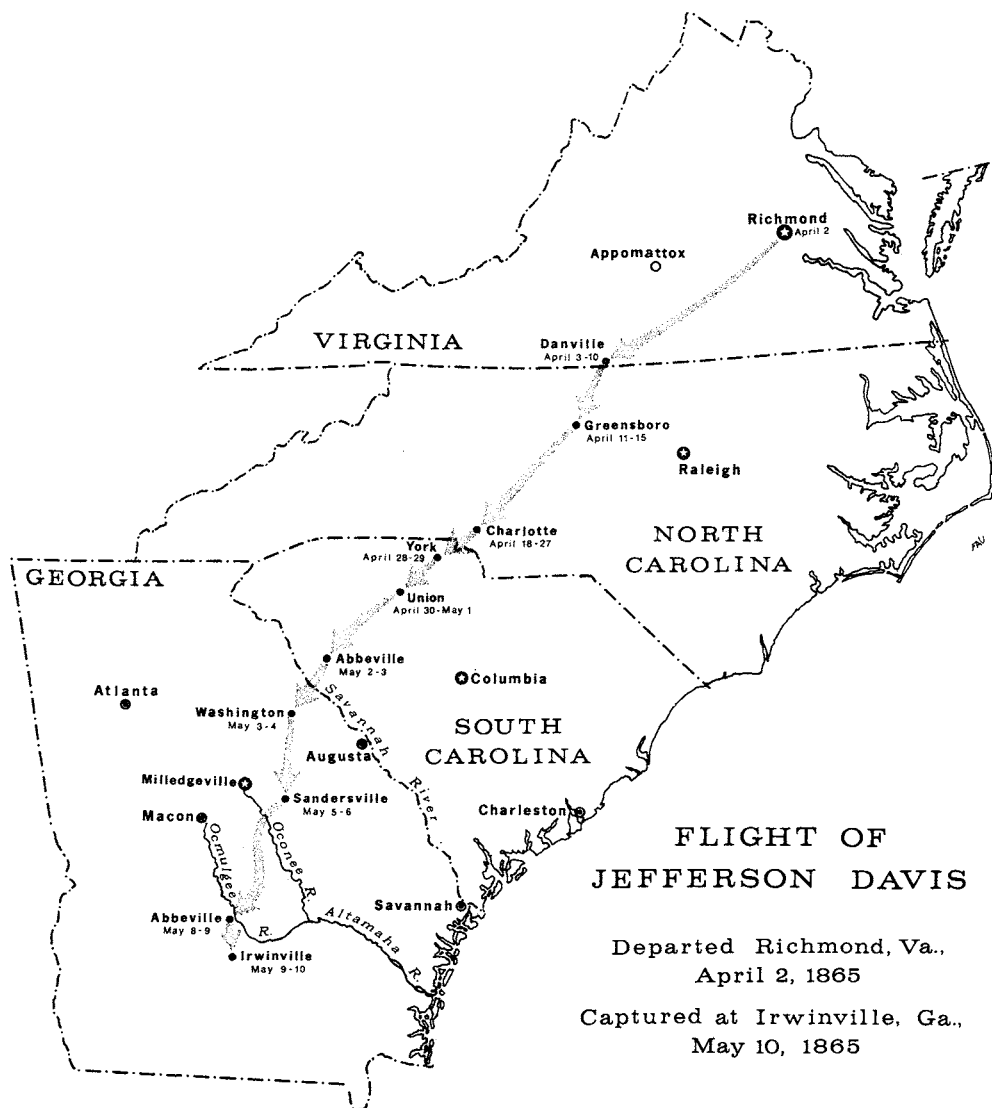 Richmond
April 2
Appomattox
VIRGINIA
Danville
April 3-10
Greensboro
April 11-15
Raleigh
Charlotte
April 18-27
NORTH
CAROLINA
York
April 28-29
GEORGIA
Union
April 30-May 1
Abbeville
May 2-3
Columbia
Atlanta
Savannah
River
Washington
May 3-4
SOUTH
CAROLINA
Augusta
Milledgeville
Sandersville
May 5-6
Macon
Charleston
Ocmulgee
R.
Oconee R.
FLIGHT OF
JEFFERSON DAVIS
Abbeville
May 8-9
Altamaha
R.
Savannah
Irwinville
May 9-10
Departed Richmond, Va.,
April 2, 1865
Captured at Irwinville, Ga.,
May 10, 1865